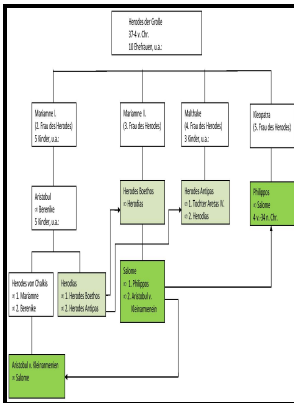 Herodes der Große
37-4 v. Chr.
10 Ehefrauen, u.a.:
Mariamne I.
(2. Frau des Herodes)
5 Kinder, u.a.:
Mariamne II.
(3. Frau des Herodes)
Malthake
(4. Frau des Herodes)
3 Kinder, u.a.:
Kleopatra
(5. Frau des Herodes)
Aristobul
∞ Berenike
5 Kinder, u.a.:
Herodes Boethos
∞ Herodias
Herodes Antipas
∞ 1. Tochter Aretas IV.
∞ 2. Herodias
Philippos
∞ Salome
4 v.-34 n. Chr.
Herodes von Chalkis
∞ 1. Mariamne
∞ 2. Berenike
Herodias
∞ 1. Herodes Boethos
∞ 2. Herodes Antipas
Salome
∞ 1. Philippos
∞ 2. Aristobul v.
Kleinarmenein
Aristobul v. Kleinarmenien
∞ Salome